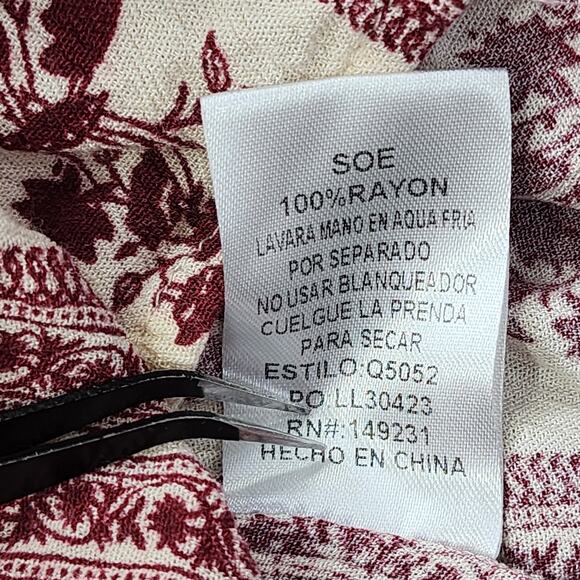 SOE
100%RAYON
LAVARA MANO EN AQUA FRIA
POR SEPARADO
NO USAR BLANQUEADOR
CUELGUE LA PRENDA
PARA SECAR
ESTILO:Q5052
PO LL30423
RN#:149231
HECHO EN CHINA